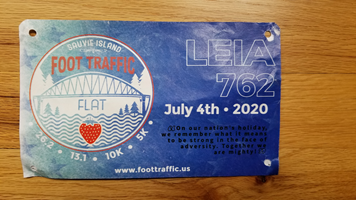 SAUVIE ISLAND
FOOT TRAFFIC
FLAT
26.2 • 13.1 • 10K • 5K
LEIA
762
July 4th • 2020
On our nation's holiday,
we remember what it means
to be strong in the face of
adversity. Together we
are mighty!
www.foottraffic.us